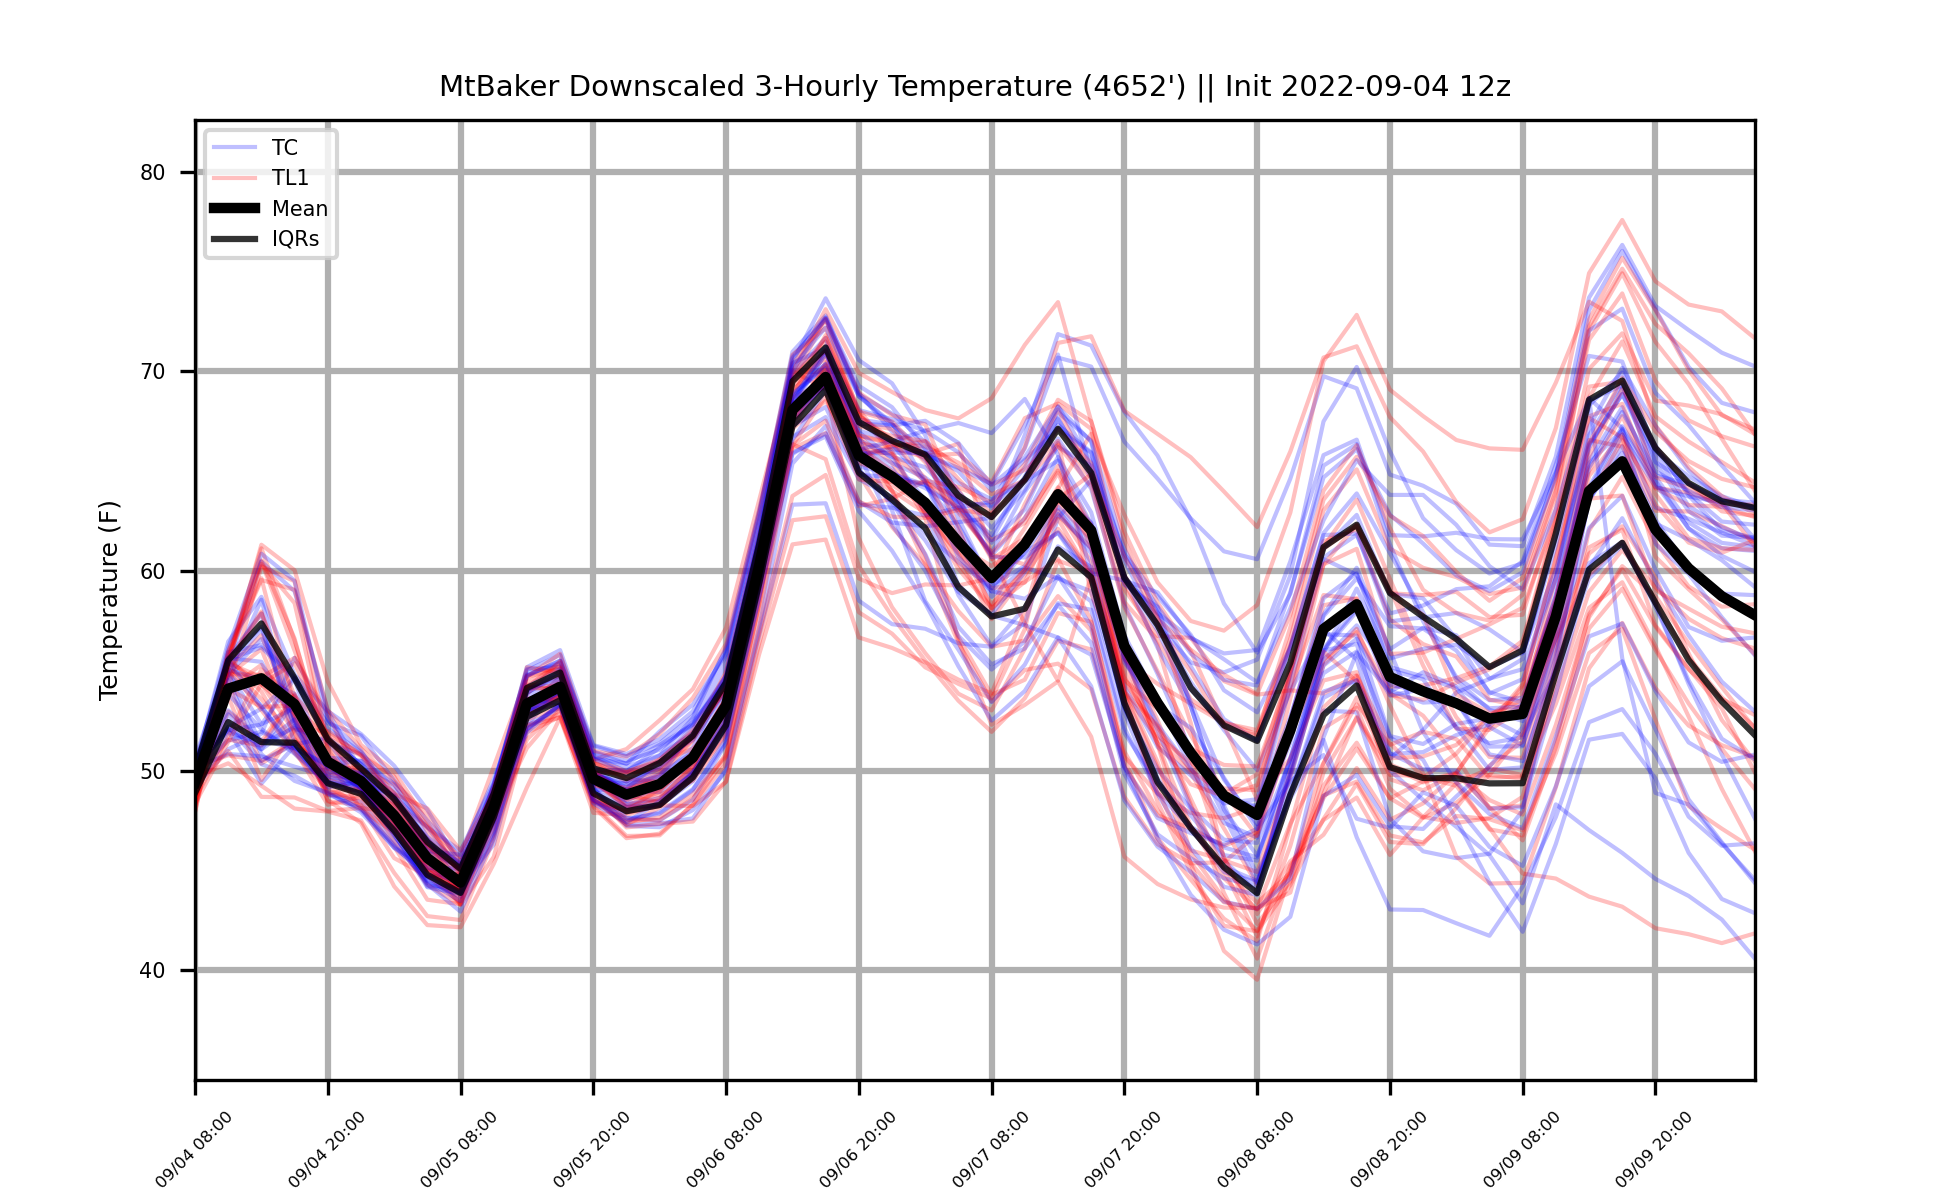 MtBaker Downscaled 3-Hourly Temperature (4652') || Init 2022-09-04 12z
TC
TL1
Mean
IQRs
Temperature (F)
80
70
60
50
40
09/04 08:00
09/04 20:00
09/05 08:00
09/05 20:00
09/06 08:00
09/06 20:00
09/07 08:00
09/07 20:00
09/08 08:00
09/08 20:00
09/09 08:00
09/09 20:00